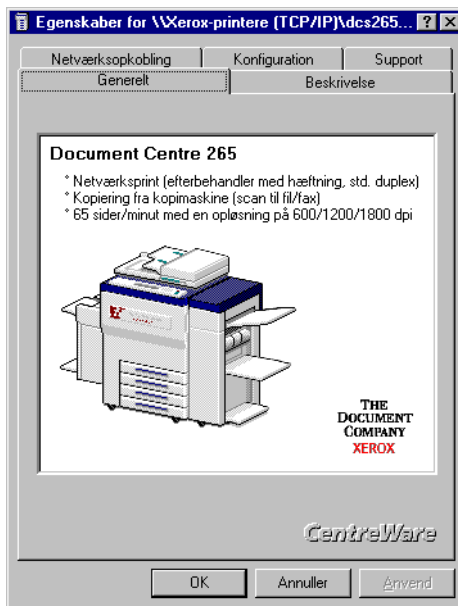 Egenskaber for \\Xerox-printere (TCP/IP)\dcs265...
Netværksopkobling
Konfiguration
Support
Generelt
Beskrivelse
Document Centre 265
* Netværksprint (efterbehandler med hæftning, std. duplex)
* Kopiering fra kopimaskine (scan til fil/fax)
* 65 sider/minut med en opløsning på 600/1200/1800 dpi
THE
DOCUMENT
COMPANY
XEROX
CentreWare
OK
Annuller
Anvend